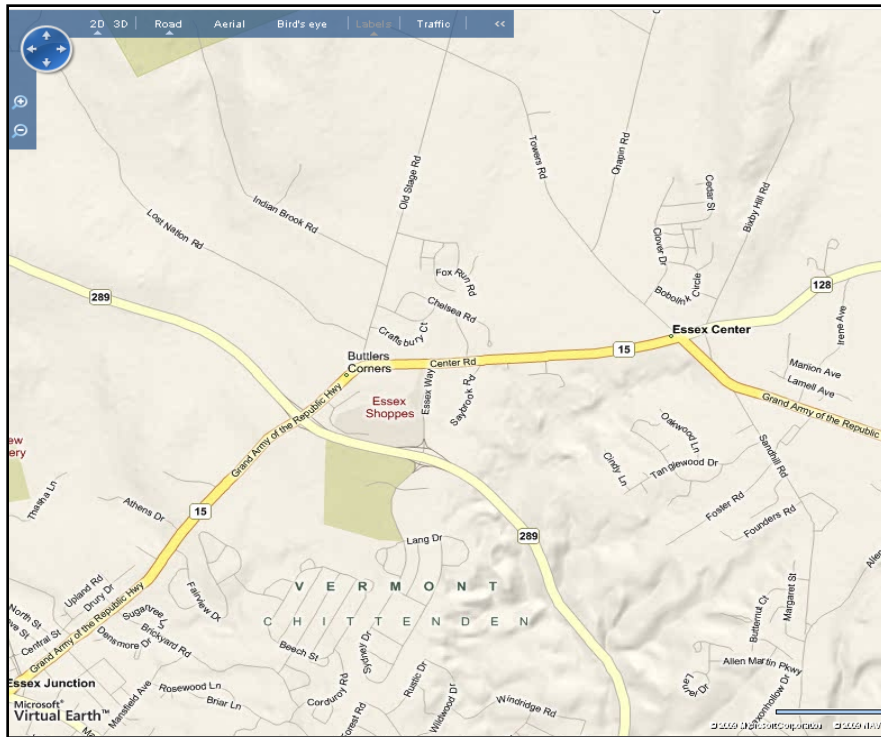 2D 3D Road Aerial Bird's eye Labels Traffic <<
Lost Nation Rd
Indian Brook Rd
Old Stage Rd
Towers Rd
Chapin Rd
Cedar St
Bixby Hill Rd
Clover Dr
Bobolink Circle
Fox Run Rd
Chelsea Rd
Craftsbury Ct
289
128
Irene Ave
Essex Center
Buttlers
Corners
Center Rd
15
Manion Ave
Lamell Ave
Essex
Shoppes
Essex Way
Saybrook Rd
Grand Army of the Republic Hwy
Grand Army of the Republic
Oakwood Ln
Sandhill Rd
Cindy Ln
Tanglewood Dr
Thasha Ln
Athens Dr
15
Foster Rd
Founders Rd
289
Lang Dr
Upland Rd
Drury Dr
Fairview Dr
VERMONT
CHITTENDEN
North St
Central St
Sugartree L
Densmore Dr
Brickyard Rd
Grand Army of the Republic Hwy
Beech St
Sydney Dr
Butternut Ct
Margaret St
Allen Martin Pkwy
Essex Junction
Mansfield Ave
Rosewood Ln
Briar Ln
Corduroy Rd
Rustic Dr
Wildwood Dr
Windridge Rd
Forest Rd
Microsoft®
Virtual Earth™
© 2009 Microsoft Corporation © 2009 NAV